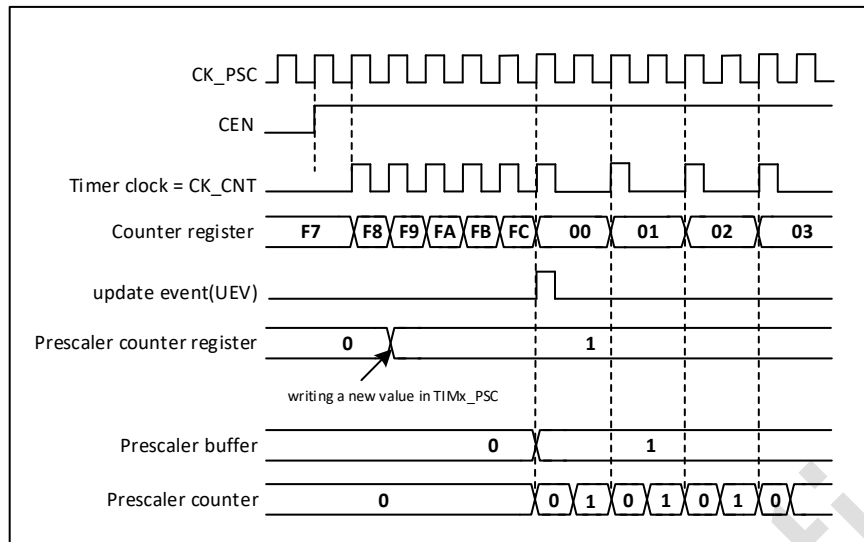 CK_PSC
CEN
Timer clock = CK_CNT
Counter register F7 F8 F9 FA FB FC 00 01 02 03
update event(UEV)
Prescaler counter register 0 1
writing a new value in TIMx_PSC
Prescaler buffer 0 1
Prescaler counter 0 0 1 0 1 0 1 0